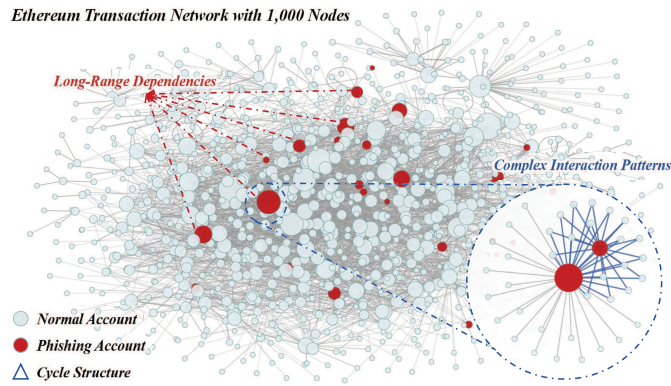 Ethereum Transaction Network with 1,000 Nodes
Long-Range Dependencies
Complex Interaction Patterns
Normal Account
Phishing Account
Cycle Structure